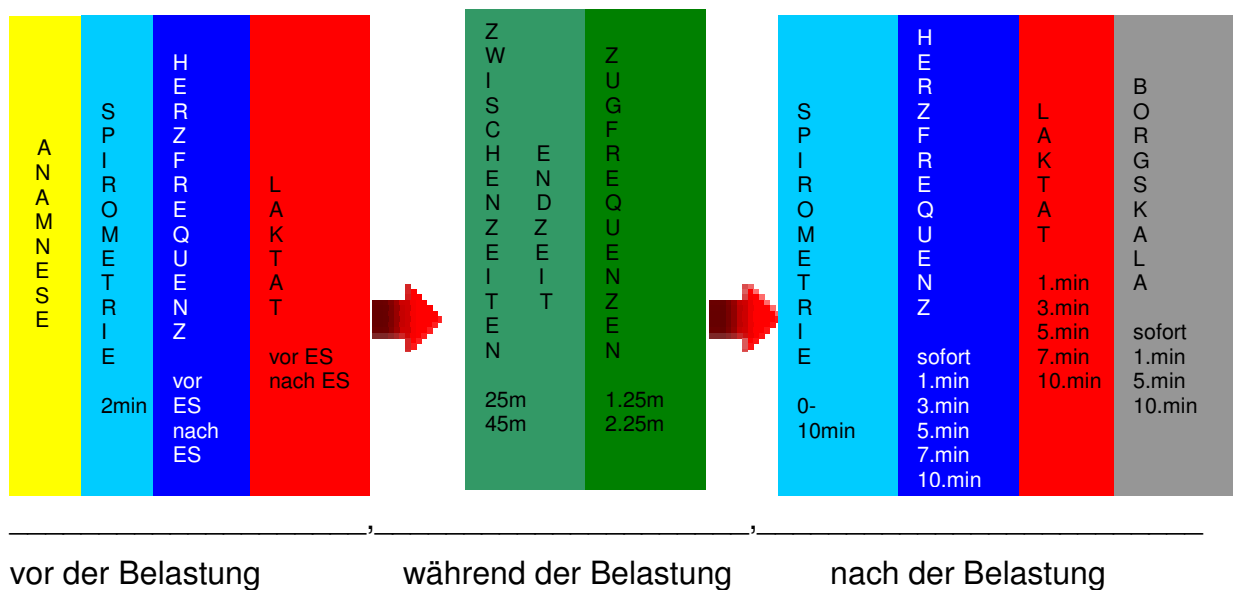 ANAMNESE
SPIROMETRIE
2min
HERZFREQUENZ
vor
ES
nach
ES
LAKTAT
vor ES
nach ES
ZWISCHENZEITEN
ENDZEIT
25m
45m
ZUGFREQUENZEN
1.25m
2.25m
SPIROMETRIE
0-
10min
HERZFREQUENZ
sofort
1.min
3.min
5.min
7.min
10.min
LAKTAT
1.min
3.min
5.min
7.min
10.min
BORGSKALA
sofort
1.min
5.min
10.min
vor der Belastung
während der Belastung
nach der Belastung